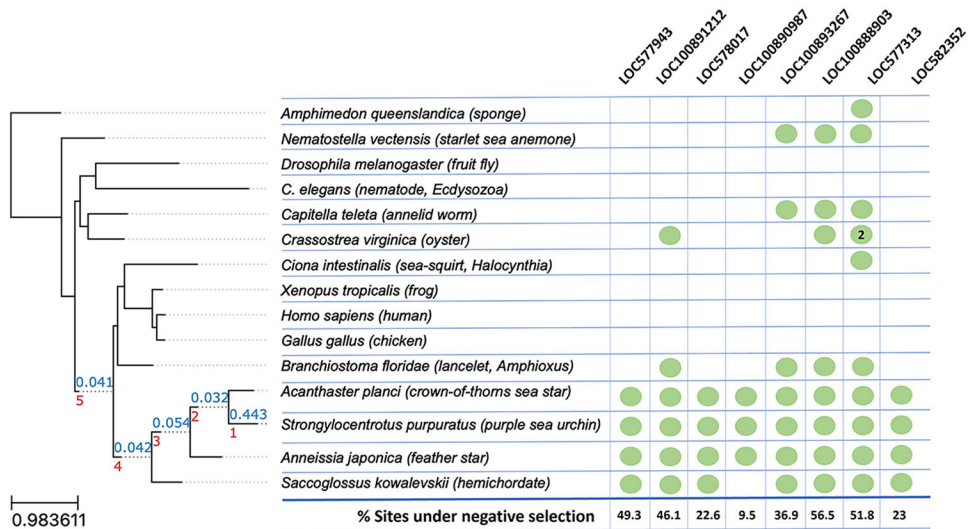 LOC577943 LOC100891212 LOC578017 LOC100890987 LOC100893267 LOC100888903 LOC577313 LOC582352
Amphimedon queenslandica (sponge)
Nematostella vectensis (starlet sea anemone)
Drosophila melanogaster (fruit fly)
C. elegans (nematode, Ecdysozoa)
Capitella teleta (annelid worm)
Crassostrea virginica (oyster) 2
Ciona intestinalis (sea-squirt, Halocynthia)
Xenopus tropicalis (frog)
Homo sapiens (human)
Gallus gallus (chicken)
Branchiostoma floridae (lancelet, Amphioxus)
0.041
5
Acanthaster planci (crown-of-thorns sea star)
0.032
2
0.443
1
Strongylocentrotus purpuratus (purple sea urchin)
0.054
3
0.042
4
Anneissia japonica (feather star)
Saccoglossus kowalevskii (hemichordate)
0.983611
% Sites under negative selection 49.3 46.1 22.6 9.5 36.9 56.5 51.8 23